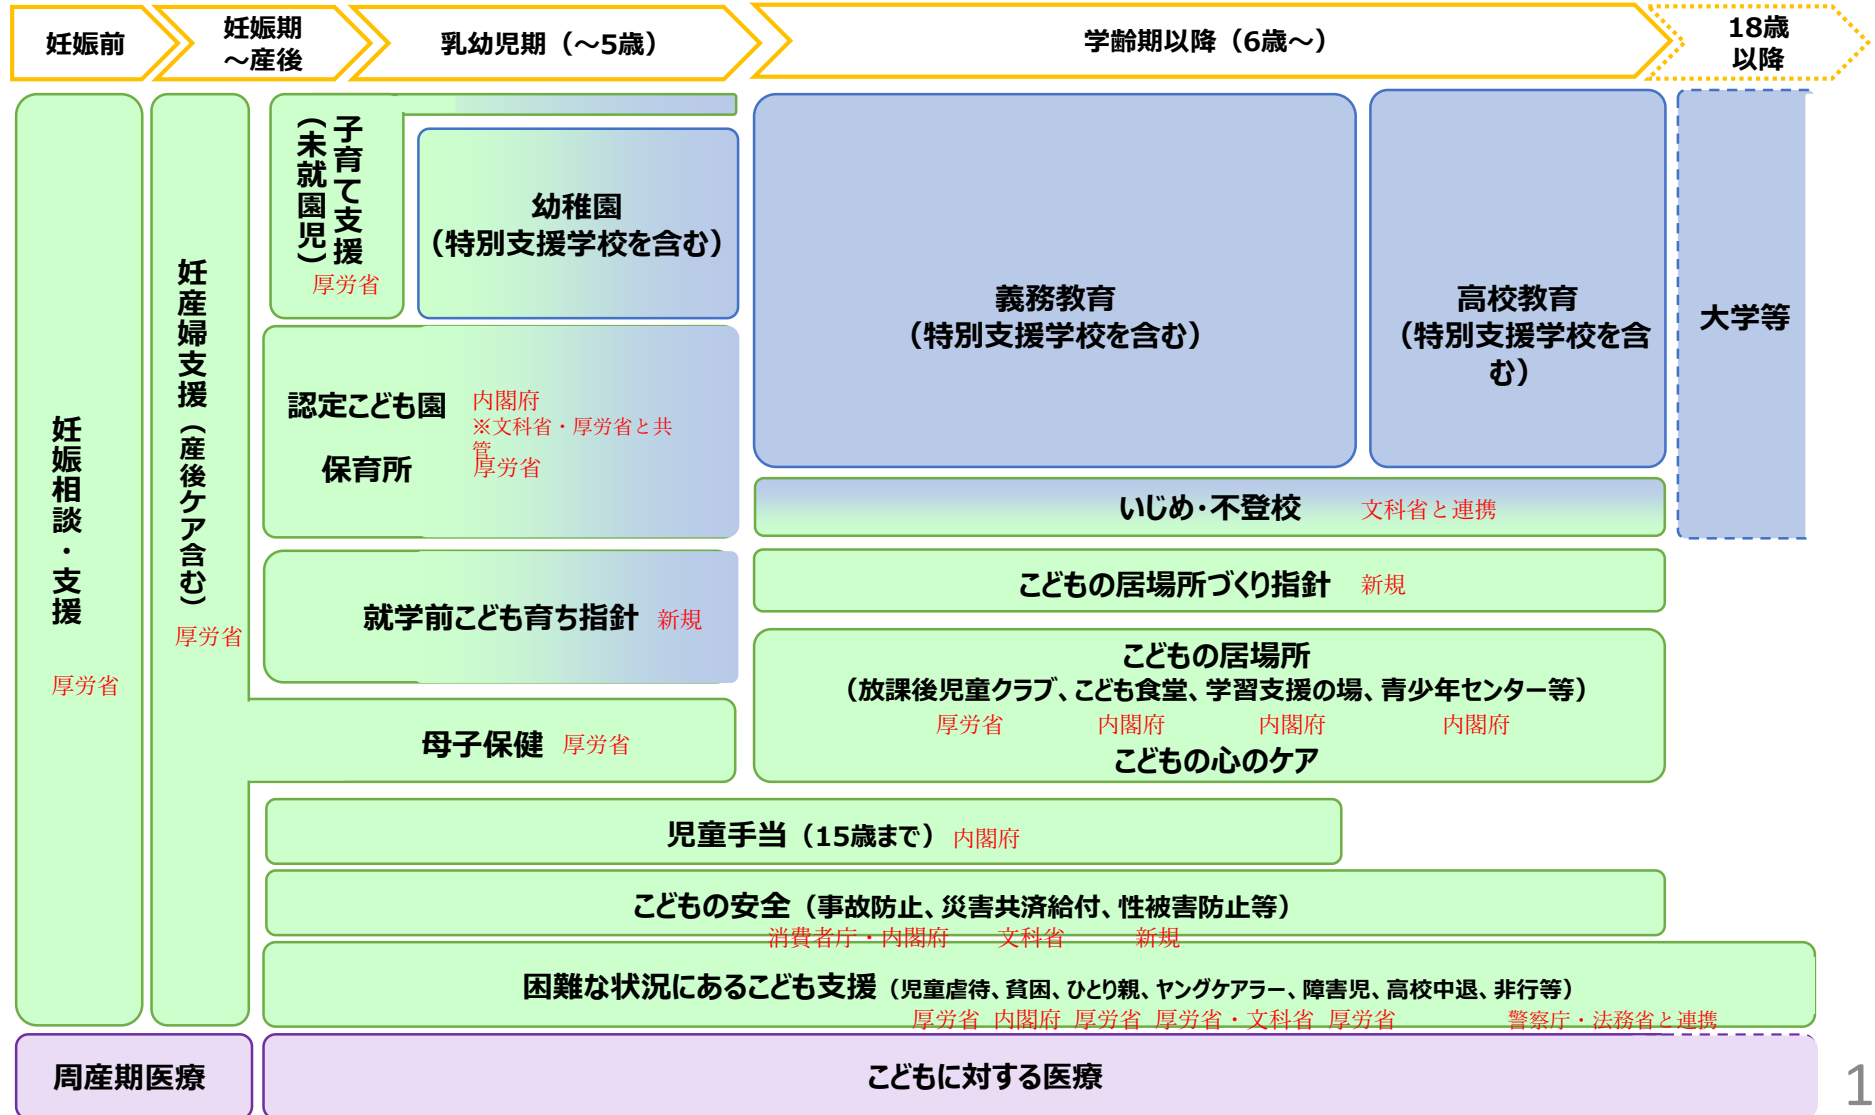 妊娠前
妊娠期
～産後
乳幼児期（～5歳）
学齢期以降（6歳～）
18歳
以降
妊娠相談・支援
厚労省
妊産婦支援（産後ケア含む）
厚労省
子育て支援
（未就園児）
厚労省
幼稚園
（特別支援学校を含む）
認定こども園
内閣府
※文科省・厚労省と共
管
保育所
厚労省
就学前こども育ち指針 新規
母子保健 厚労省
義務教育
（特別支援学校を含む）
高校教育
（特別支援学校を含
む）
大学等
いじめ・不登校 文科省と連携
こどもの居場所づくり指針 新規
こどもの居場所
（放課後児童クラブ、こども食堂、学習支援の場、青少年センター等）
厚労省 内閣府 内閣府 内閣府
こどもの心のケア
児童手当（15歳まで） 内閣府
こどもの安全（事故防止、災害共済給付、性被害防止等）
消費者庁・内閣府 文科省 新規
困難な状況にあるこども支援（児童虐待、貧困、ひとり親、ヤングケアラー、障害児、高校中退、非行等）
厚労省 内閣府 厚労省 厚労省・文科省 厚労省 警察庁・法務省と連携
周産期医療
こどもに対する医療
1